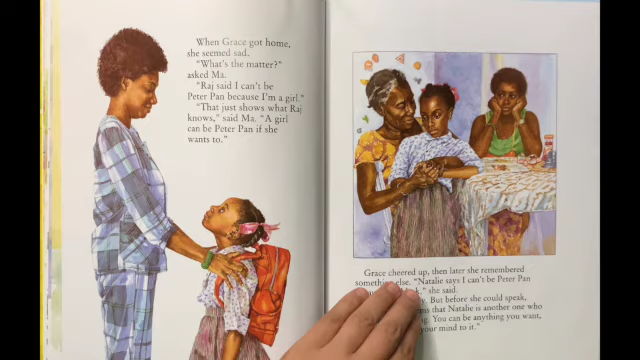 When Grace got home,
she seemed sad.
"What's the matter?"
asked Ma.
"Raj said I can't be
Peter Pan because I'm a girl."
"That just shows what Raj
knows," said Ma. "A girl
can be Peter Pan if she
wants to."
Grace cheered up, then later she remembered
something else. "Natalie says I can't be Peter Pan
she said.
But before she could speak,
that Natalie is another one who
You can be anything you want,
your mind to it."